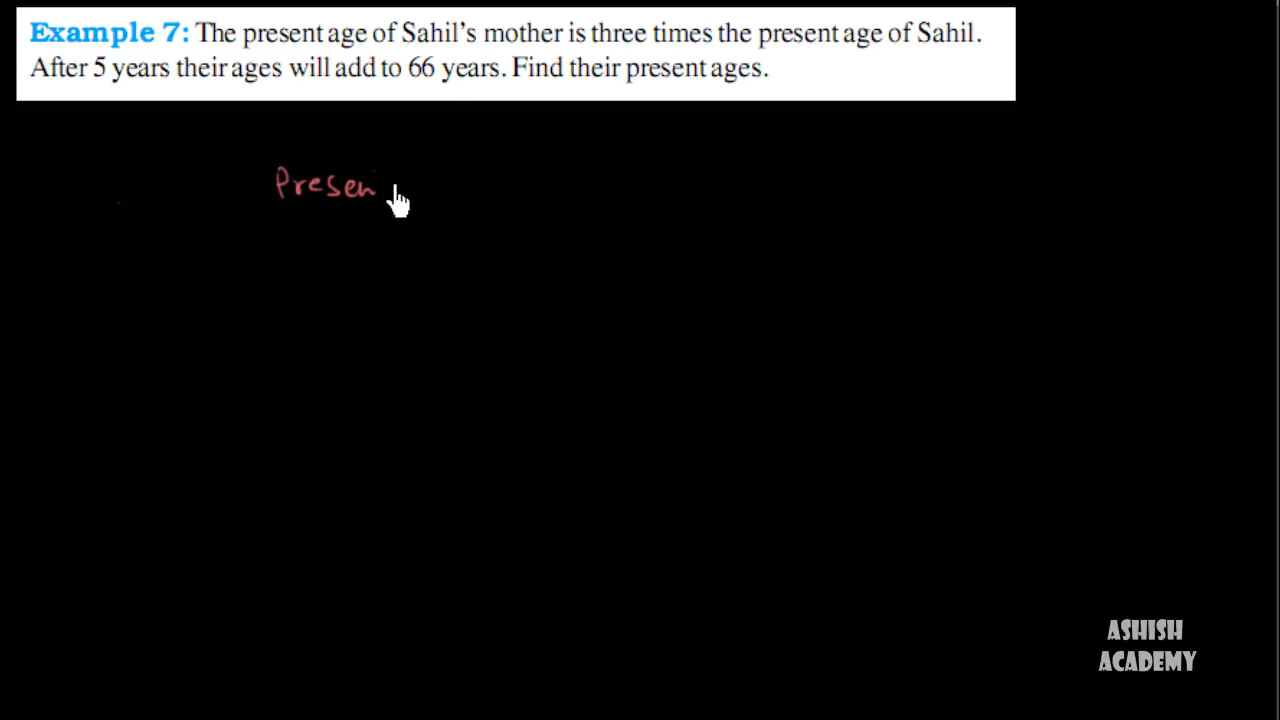 Example 7: The present age of Sahil's mother is three times the present age of Sahil.
After 5 years their ages will add to 66 years. Find their present ages.
Presen
ASHISH
ACADEMY